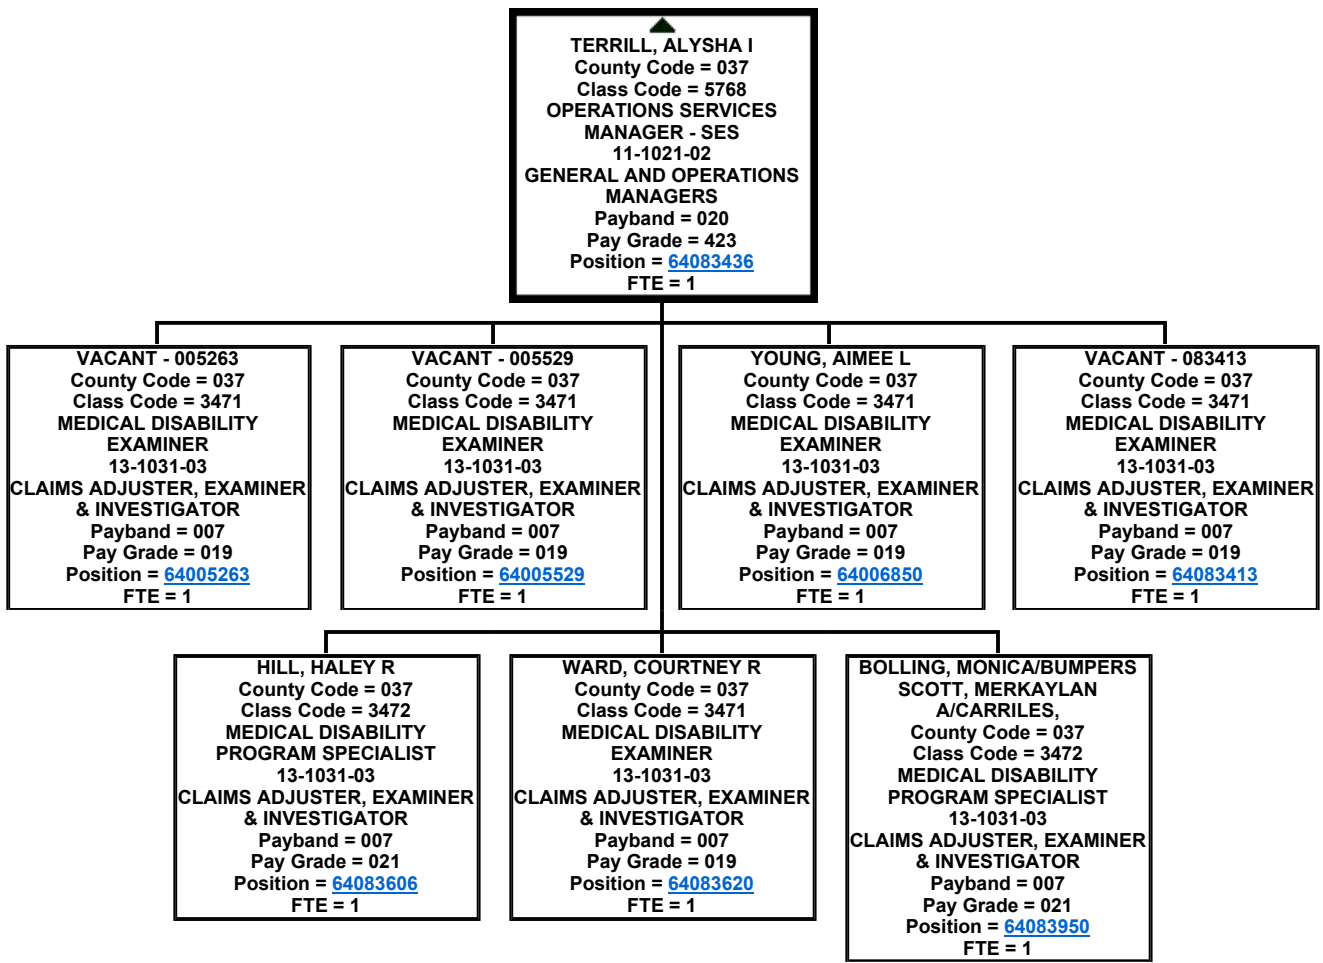 TERRILL, ALYSHA I
County Code = 037
Class Code = 5768
OPERATIONS SERVICES
MANAGER - SES
11-1021-02
GENERAL AND OPERATIONS
MANAGERS
Payband = 020
Pay Grade = 423
Position = 64083436
FTE = 1
VACANT - 005263
County Code = 037
Class Code = 3471
MEDICAL DISABILITY
EXAMINER
13-1031-03
CLAIMS ADJUSTER, EXAMINER
& INVESTIGATOR
Payband = 007
Pay Grade = 019
Position = 64005263
FTE = 1
VACANT - 005529
County Code = 037
Class Code = 3471
MEDICAL DISABILITY
EXAMINER
13-1031-03
CLAIMS ADJUSTER, EXAMINER
& INVESTIGATOR
Payband = 007
Pay Grade = 019
Position = 64005529
FTE = 1
YOUNG, AIMEE L
County Code = 037
Class Code = 3471
MEDICAL DISABILITY
EXAMINER
13-1031-03
CLAIMS ADJUSTER, EXAMINER
& INVESTIGATOR
Payband = 007
Pay Grade = 019
Position = 64006850
FTE = 1
VACANT - 083413
County Code = 037
Class Code = 3471
MEDICAL DISABILITY
EXAMINER
13-1031-03
CLAIMS ADJUSTER, EXAMINER
& INVESTIGATOR
Payband = 007
Pay Grade = 019
Position = 64083413
FTE = 1
HILL, HALEY R
County Code = 037
Class Code = 3472
MEDICAL DISABILITY
PROGRAM SPECIALIST
13-1031-03
CLAIMS ADJUSTER, EXAMINER
& INVESTIGATOR
Payband = 007
Pay Grade = 021
Position = 64083606
FTE = 1
WARD, COURTNEY R
County Code = 037
Class Code = 3471
MEDICAL DISABILITY
EXAMINER
13-1031-03
CLAIMS ADJUSTER, EXAMINER
& INVESTIGATOR
Payband = 007
Pay Grade = 019
Position = 64083620
FTE = 1
BOLLING, MONICA/BUMPERS
SCOTT, MERKAYLAN
A/CARRILES,
County Code = 037
Class Code = 3472
MEDICAL DISABILITY
PROGRAM SPECIALIST
13-1031-03
CLAIMS ADJUSTER, EXAMINER
& INVESTIGATOR
Payband = 007
Pay Grade = 021
Position = 64083950
FTE = 1